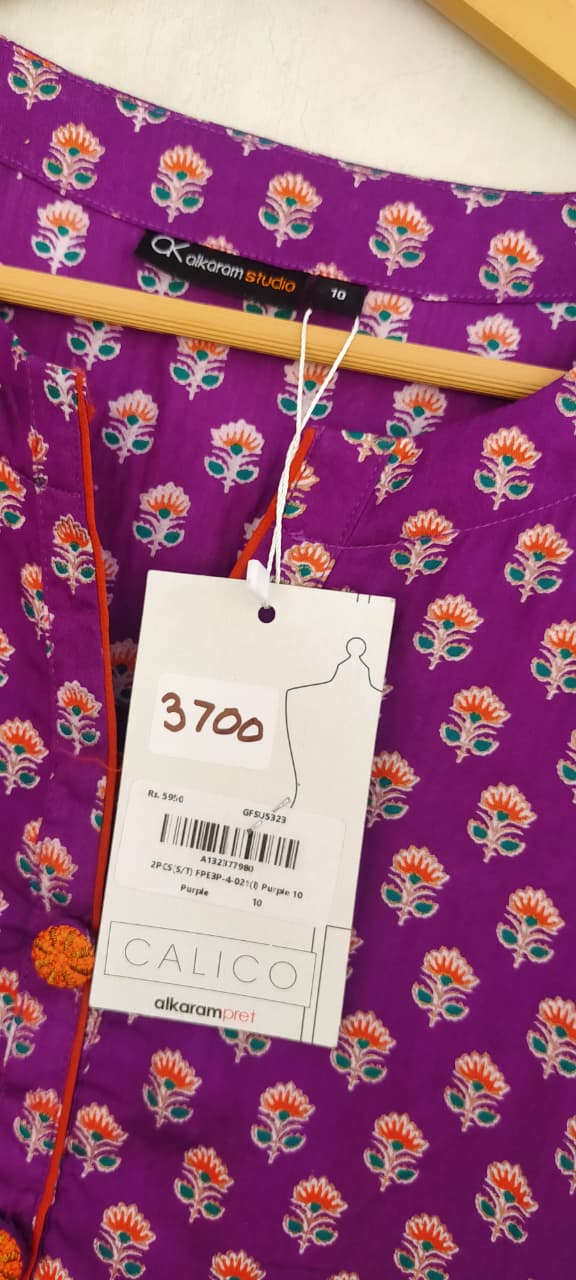 alkaram studio
10
3700
Rs. 5950
GFSUS323
A132377980
2PCS(S/T) FPE3P-4-021(I) Purple 10
Purple 10
CALICO
alkarampret